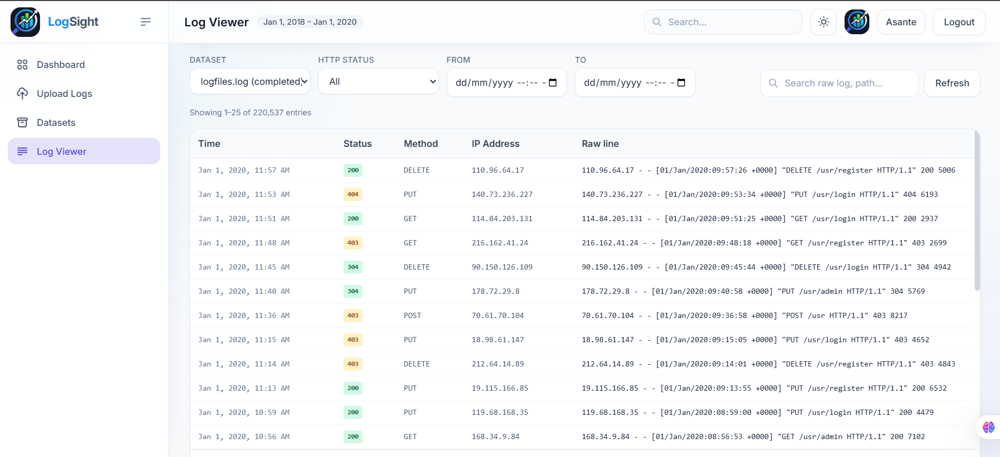 LogSight
Log Viewer
Jan 1, 2018 – Jan 1, 2020
Search...
Asante
Logout
Dashboard
Upload Logs
Datasets
Log Viewer
DATASET
HTTP STATUS
FROM
TO
logfiles.log (completed)
All
dd/mm/yyyy --:-- -
dd/mm/yyyy --:-- -
Search raw log, path...
Refresh
Showing 1–25 of 220,537 entries
Time Status Method IP Address Raw line
Jan 1, 2020, 11:57 AM 200 DELETE 110.96.64.17 110.96.64.17 - - [01/Jan/2020:09:57:26 +0000] "DELETE /usr/register HTTP/1.1" 200 5006
Jan 1, 2020, 11:53 AM 404 PUT 140.73.236.227 140.73.236.227 - - [01/Jan/2020:09:53:34 +0000] "PUT /usr/login HTTP/1.1" 404 6193
Jan 1, 2020, 11:51 AM 200 GET 114.84.203.131 114.84.203.131 - - [01/Jan/2020:09:51:25 +0000] "GET /usr/login HTTP/1.1" 200 2937
Jan 1, 2020, 11:48 AM 403 GET 216.162.41.24 216.162.41.24 - - [01/Jan/2020:09:48:18 +0000] "GET /usr/register HTTP/1.1" 403 2699
Jan 1, 2020, 11:45 AM 304 DELETE 90.150.126.109 90.150.126.109 - - [01/Jan/2020:09:45:44 +0000] "DELETE /usr/login HTTP/1.1" 304 4942
Jan 1, 2020, 11:40 AM 304 PUT 178.72.29.8 178.72.29.8 - - [01/Jan/2020:09:40:58 +0000] "PUT /usr/admin HTTP/1.1" 304 5769
Jan 1, 2020, 11:36 AM 403 POST 70.61.70.104 70.61.70.104 - - [01/Jan/2020:09:36:58 +0000] "POST /usr HTTP/1.1" 403 8217
Jan 1, 2020, 11:15 AM 403 PUT 18.98.61.147 18.98.61.147 - - [01/Jan/2020:09:15:05 +0000] "PUT /usr/login HTTP/1.1" 403 4652
Jan 1, 2020, 11:14 AM 403 DELETE 212.64.14.89 212.64.14.89 - - [01/Jan/2020:09:14:01 +0000] "DELETE /usr/register HTTP/1.1" 403 4843
Jan 1, 2020, 11:13 AM 200 PUT 19.115.166.85 19.115.166.85 - - [01/Jan/2020:09:13:55 +0000] "PUT /usr/register HTTP/1.1" 200 6532
Jan 1, 2020, 10:59 AM 200 PUT 119.68.168.35 119.68.168.35 - - [01/Jan/2020:08:59:00 +0000] "PUT /usr/login HTTP/1.1" 200 4479
Jan 1, 2020, 10:56 AM 200 GET 168.34.9.84 168.34.9.84 - - [01/Jan/2020:08:56:53 +0000] "GET /usr/admin HTTP/1.1" 200 7102